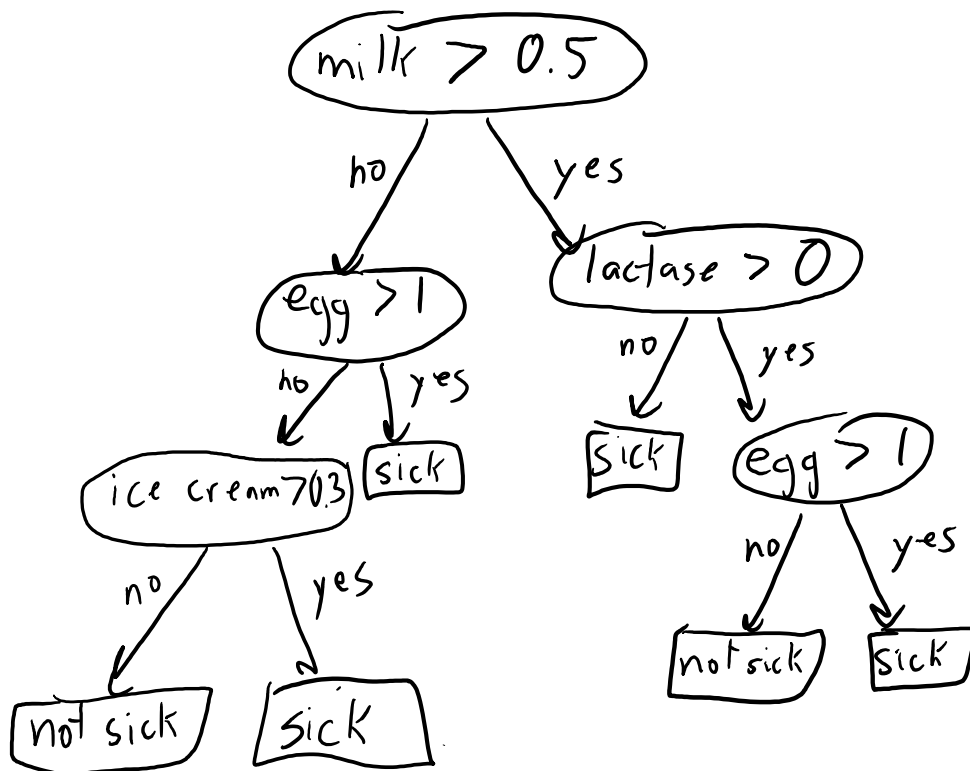 milk > 0.5
no
yes
egg > 1
lactase > 0
no
yes
no
yes
ice cream > 0.3
sick
sick
egg > 1
no
yes
no
yes
not sick
sick
not sick
sick